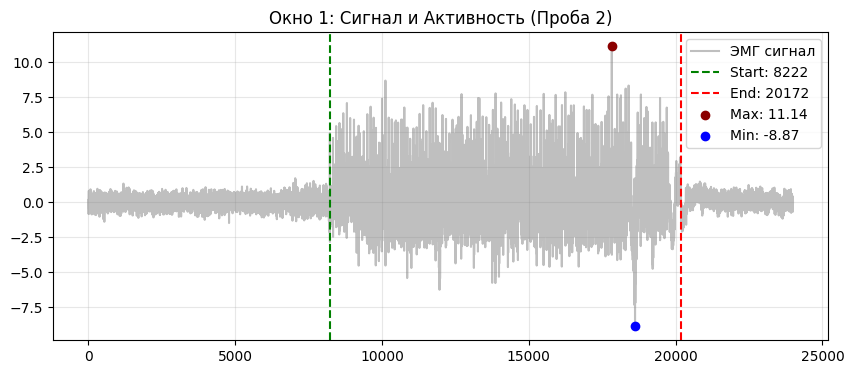 Окно 1: Сигнал и Активность (Проба 2)
10.0
7.5
5.0
2.5
0.0
−2.5
−5.0
−7.5
0
5000
10000
15000
20000
25000
ЭМГ сигнал
Start: 8222
End: 20172
Max: 11.14
Min: -8.87